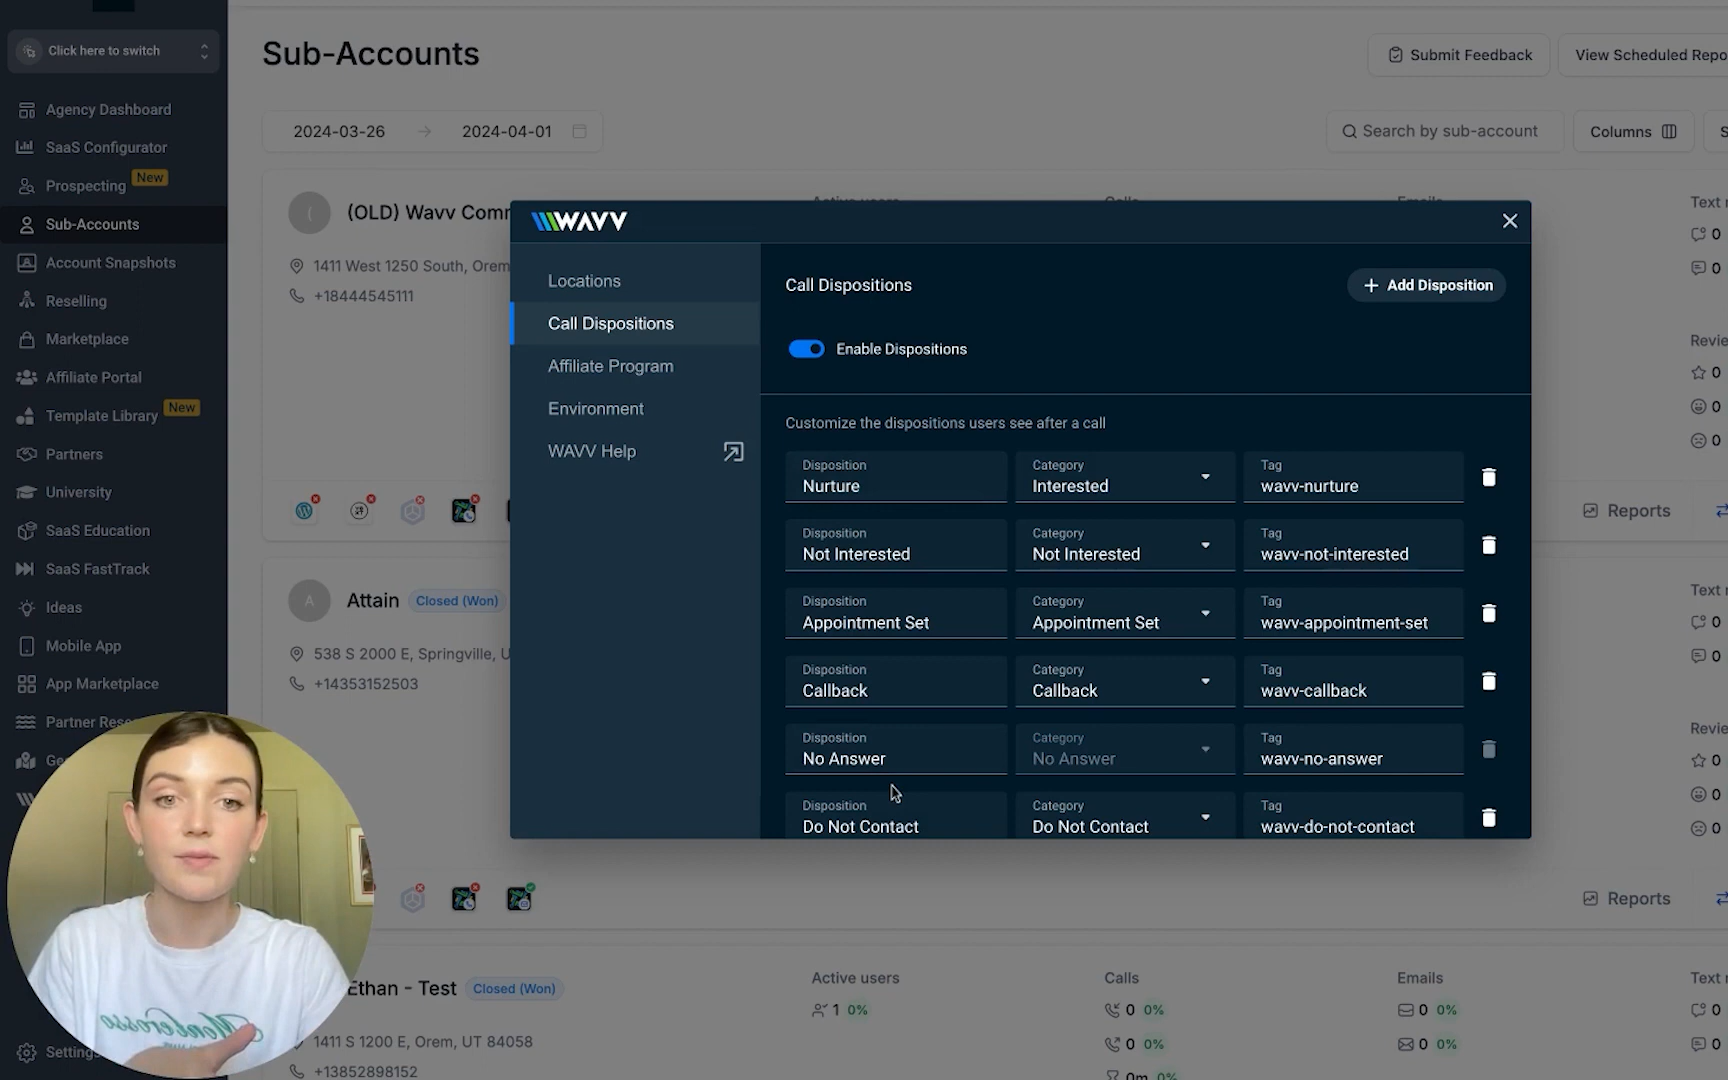 Click here to switch
Agency Dashboard
SaaS Configurator
Prospecting New
Sub-Accounts
Account Snapshots
Reselling
Marketplace
Affiliate Portal
Template Library New
Partners
University
SaaS Education
SaaS FastTrack
Ideas
Mobile App
App Marketplace
Partner
Settings
Sub-Accounts
Submit Feedback
View Scheduled
2024-03-26
2024-04-01
Search by sub-account
Columns
(OLD) Wavv
1411 West 1250 South, Orem
+18444545111
Text
0
0
0
0
0
Reports
WAVV
Locations
Call Dispositions
Affiliate Program
Environment
WAVV Help
Call Dispositions
Add Disposition
Enable Dispositions
Customize the dispositions users see after a call
Disposition Category Tag
Nurture Interested wavv-nurture
Disposition Category Tag
Not Interested Not Interested wavv-not-interested
Disposition Category Tag
Appointment Set Appointment Set wavv-appointment-set
Disposition Category Tag
Callback Callback wavv-callback
Disposition Category Tag
No Answer No Answer wavv-no-answer
Disposition Category Tag
Do Not Contact Do Not Contact wavv-do-not-contact
A
Attain Closed (Won)
538 S 2000 E, Springville,
+14353152503
Text
0
0
0
0
0
Reports
Ethan - Test Closed (Won)
1411 S 1200 E, Orem, UT 84058
+13852898152
Active users
1 0%
Calls
0 0%
0 0%
0m 0%
Emails
0 0%
0 0%
Text
0
0